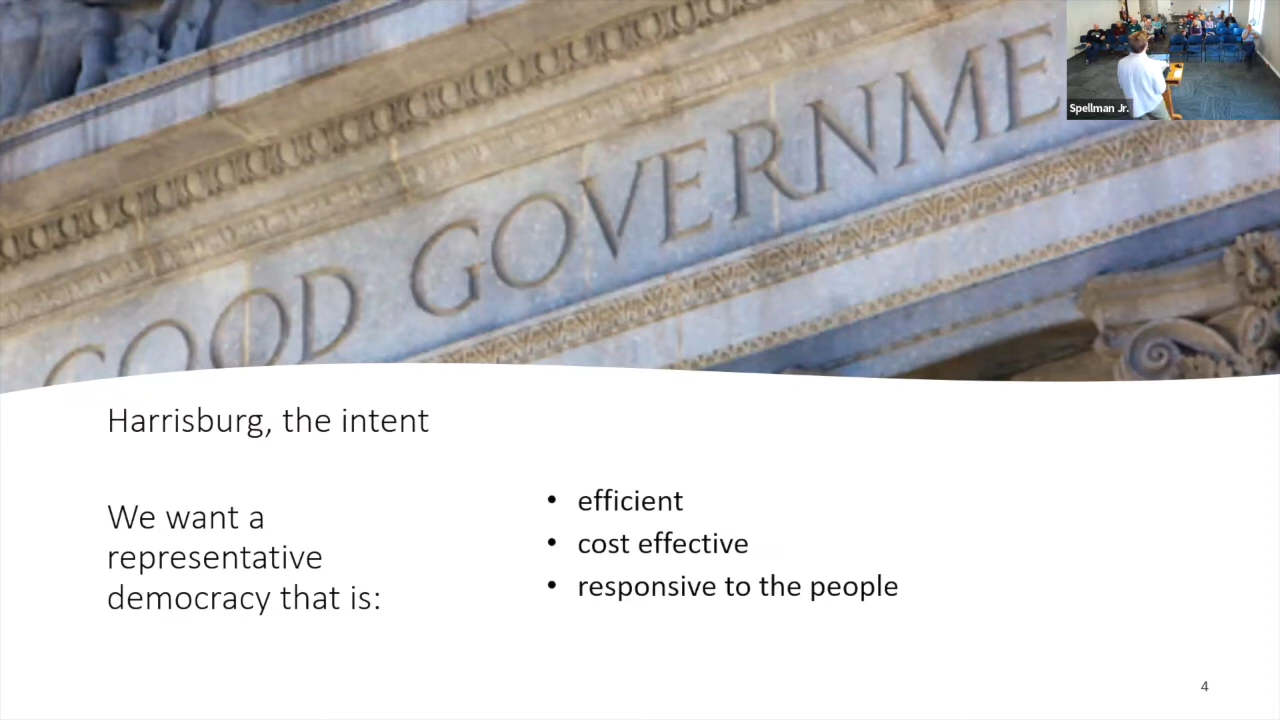 GOOD GOVERNME
Spellman Jr.
Harrisburg, the intent
We want a
representative
democracy that is:
• efficient
• cost effective
• responsive to the people
4